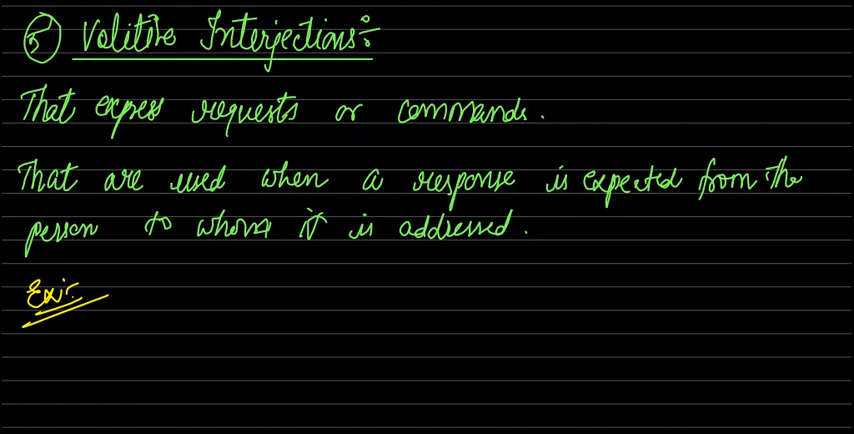 5 Volitive Interjections:-
That express requests or commands.
That are used when a response is expected from the
person to whom it is addressed.
Ex:-